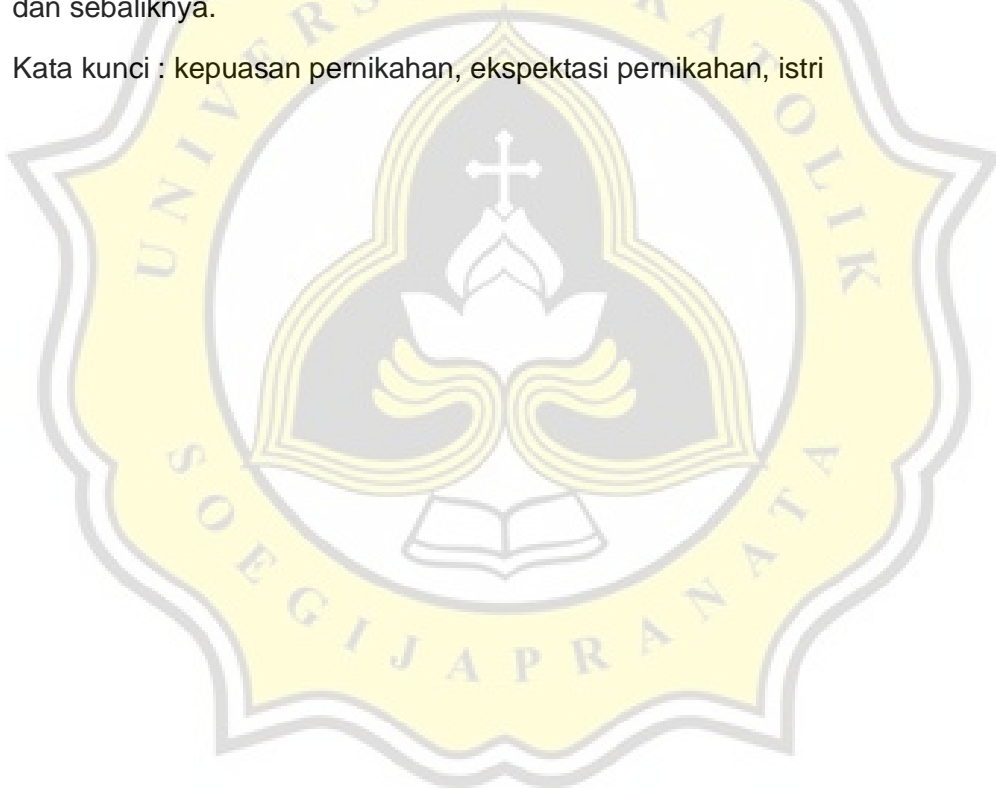 dan sebaliknya.
Kata kunci : kepuasan pernikahan, ekspektasi pernikahan, istri
UNIVERSITAS KATOLIK
SOEGIJAPRANATA